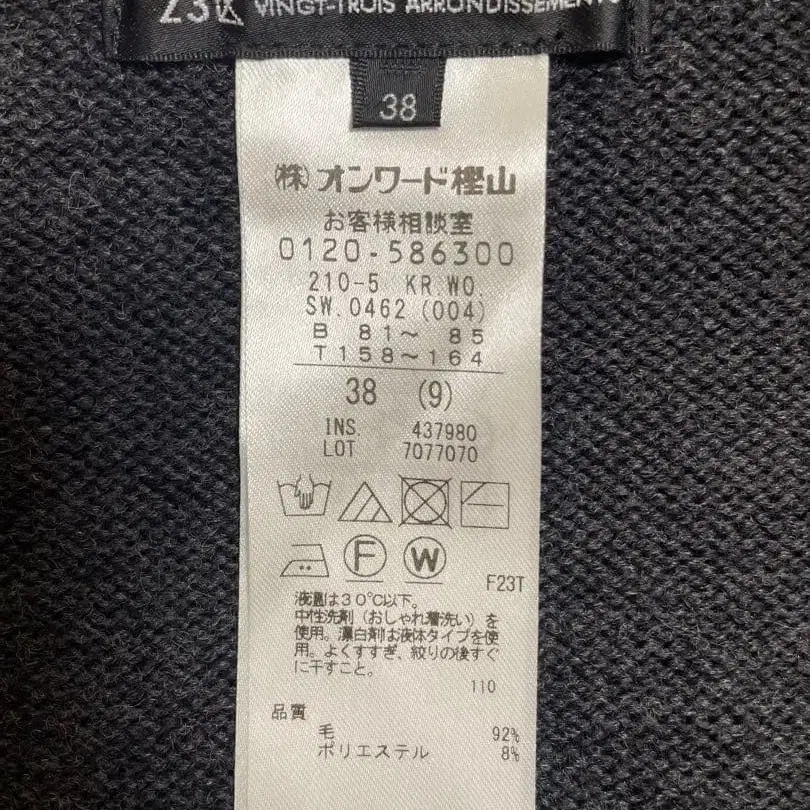 23区 VINGT-TROIS ARRONDISSEMENTS
38
(株)オンワード樫山
お客様相談室
0120-586300
210-5 KR.WO.
SW.0462 (004)
B 81～ 85
T158～164
38 (9)
INS 437980
LOT 7077070
F W
F23T
液温は30℃以下。
中性洗剤（おしゃれ着洗い）を
使用。漂白剤は液体タイプを使
用。よくすすぎ、絞りの後すぐ
に干すこと。
110
品質
毛 92%
ポリエステル 8%